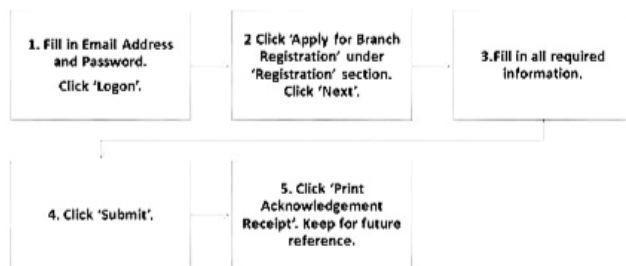 1. Fill in Email Address
and Password.
Click 'Logon'.
2 Click 'Apply for Branch
Registration' under
'Registration' section.
Click 'Next'.
3.Fill in all required
information.
4. Click 'Submit'.
5. Click 'Print
Acknowledgement
Receipt'. Keep for future
reference.